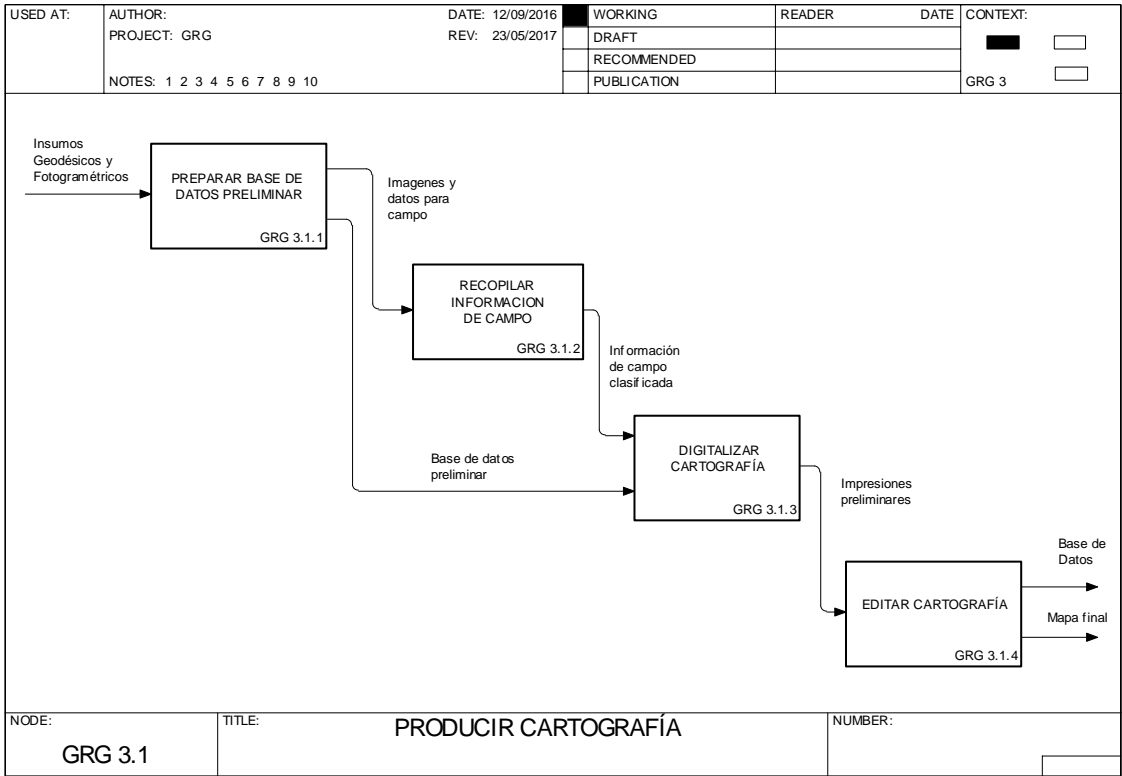 USED AT:
AUTHOR:
DATE: 12/09/2016
WORKING
READER
DATE
CONTEXT:
PROJECT: GRG
REV: 23/05/2017
DRAFT
RECOMMENDED
NOTES: 1 2 3 4 5 6 7 8 9 10
PUBLICATION
GRG 3
Insumos
Geodésicos y
Fotogramétricos
PREPARAR BASE DE
DATOS PRELIMINAR
GRG 3.1.1
Imagenes y
datos para
campo
RECOPILAR
INFORMACION
DE CAMPO
GRG 3.1.2
Información
de campo
clasificada
Base de datos
preliminar
DIGITALIZAR
CARTOGRAFÍA
GRG 3.1.3
Impresiones
preliminares
EDITAR CARTOGRAFÍA
GRG 3.1.4
Base de
Datos
Mapa final
NODE:
GRG 3.1
TITLE:
PRODUCIR CARTOGRAFÍA
NUMBER: